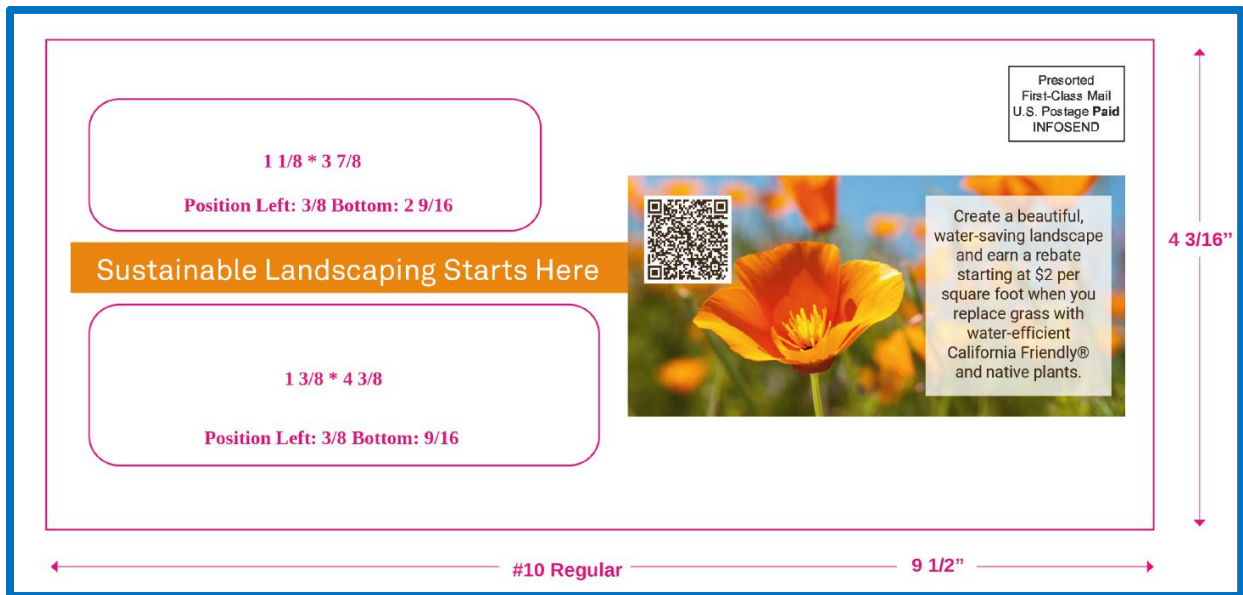 Presorted
First-Class Mail
U.S. Postage Paid
INFOSEND
1 1/8 * 3 7/8
Position Left: 3/8 Bottom: 2 9/16
Sustainable Landscaping Starts Here
Create a beautiful,
water-saving landscape
and earn a rebate
starting at $2 per
square foot when you
replace grass with
water-efficient
California Friendly®
and native plants.
1 3/8 * 4 3/8
Position Left: 3/8 Bottom: 9/16
4 3/16”
#10 Regular
9 1/2”